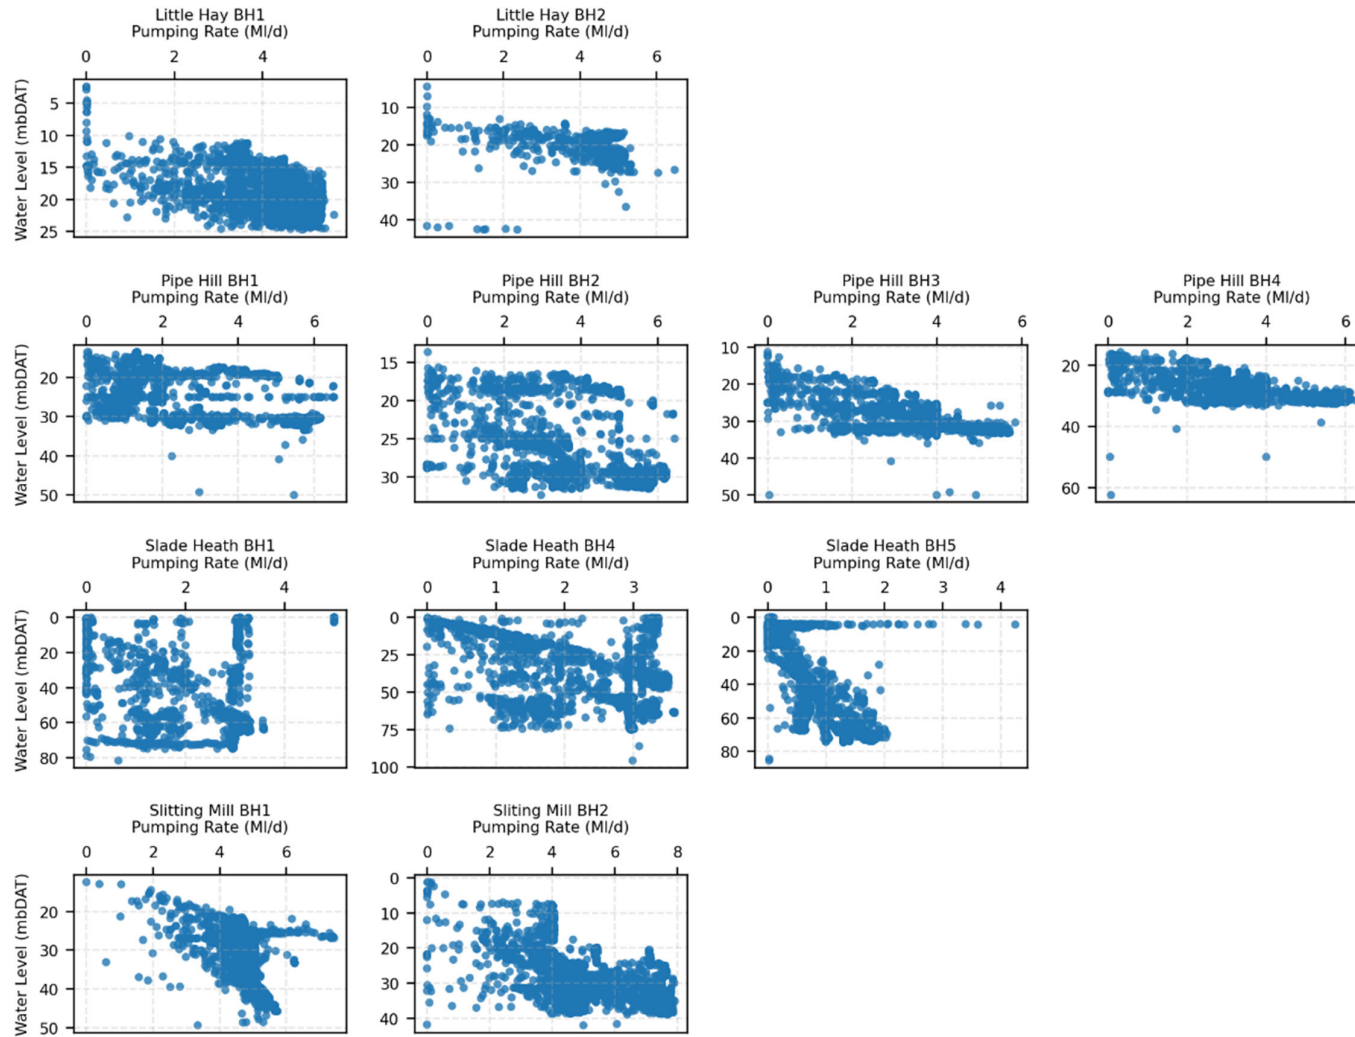 Little Hay BH1
Pumping Rate (Ml/d)
0 2 4
Water Level (mbDAT)
5
10
15
20
25
Little Hay BH2
Pumping Rate (Ml/d)
0 2 4 6
10
20
30
40
Pipe Hill BH1
Pumping Rate (Ml/d)
0 2 4 6
Water Level (mbDAT)
20
30
40
50
Pipe Hill BH2
Pumping Rate (Ml/d)
0 2 4 6
15
20
25
30
Pipe Hill BH3
Pumping Rate (Ml/d)
0 2 4 6
10
20
30
40
50
Pipe Hill BH4
Pumping Rate (Ml/d)
0 2 4 6
20
40
60
Slade Heath BH1
Pumping Rate (Ml/d)
0 2 4
Water Level (mbDAT)
0
20
40
60
80
Slade Heath BH4
Pumping Rate (Ml/d)
0 1 2 3
0
25
50
75
100
Slade Heath BH5
Pumping Rate (Ml/d)
0 1 2 3 4
0
20
40
60
80
Slitting Mill BH1
Pumping Rate (Ml/d)
0 2 4 6
Water Level (mbDAT)
20
30
40
50
Sliting Mill BH2
Pumping Rate (Ml/d)
0 2 4 6 8
0
10
20
30
40